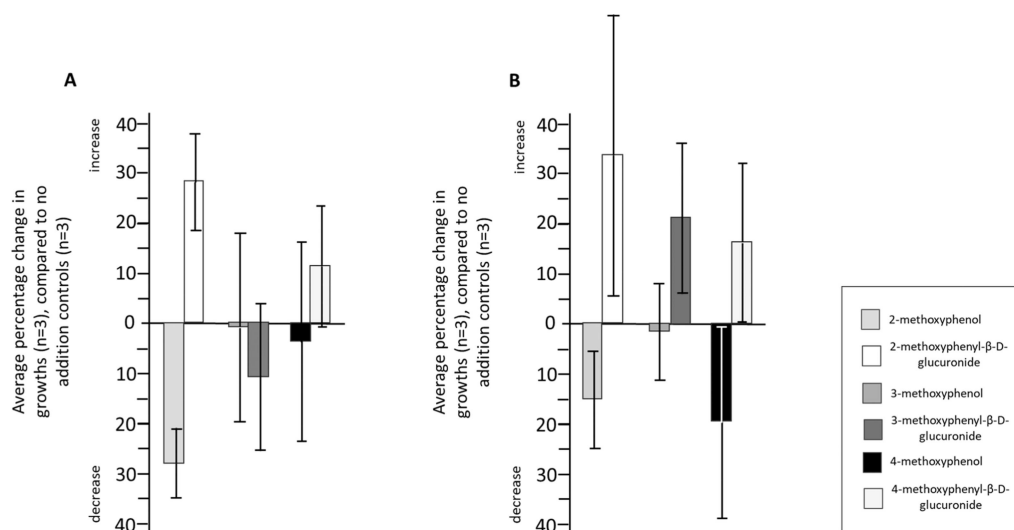 A
B
increase
40
30
20
10
0
10
20
30
40
decrease
Average percentage change in
growths (n=3), compared to no
addition controls (n=3)
increase
40
30
20
10
0
10
20
30
40
decrease
Average percentage change in
growths (n=3), compared to no
addition controls (n=3)
2-methoxyphenol
2-methoxyphenyl-β-D-
glucuronide
3-methoxyphenol
3-methoxyphenyl-β-D-
glucuronide
4-methoxyphenol
4-methoxyphenyl-β-D-
glucuronide